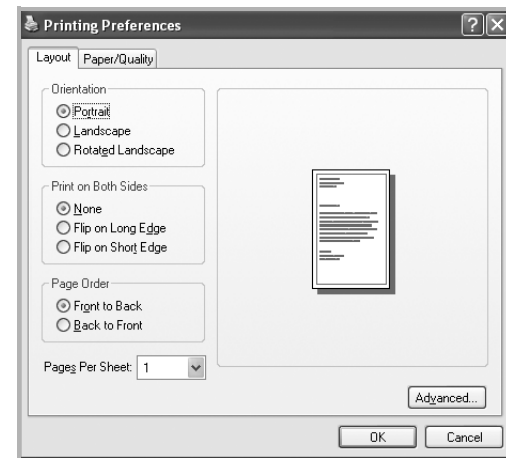 Printing Preferences
Layout Paper/Quality
Orientation
Portrait
Landscape
Rotated Landscape
Print on Both Sides
None
Flip on Long Edge
Flip on Short Edge
Page Order
Front to Back
Back to Front
Pages Per Sheet: 1
Advanced...
OK Cancel